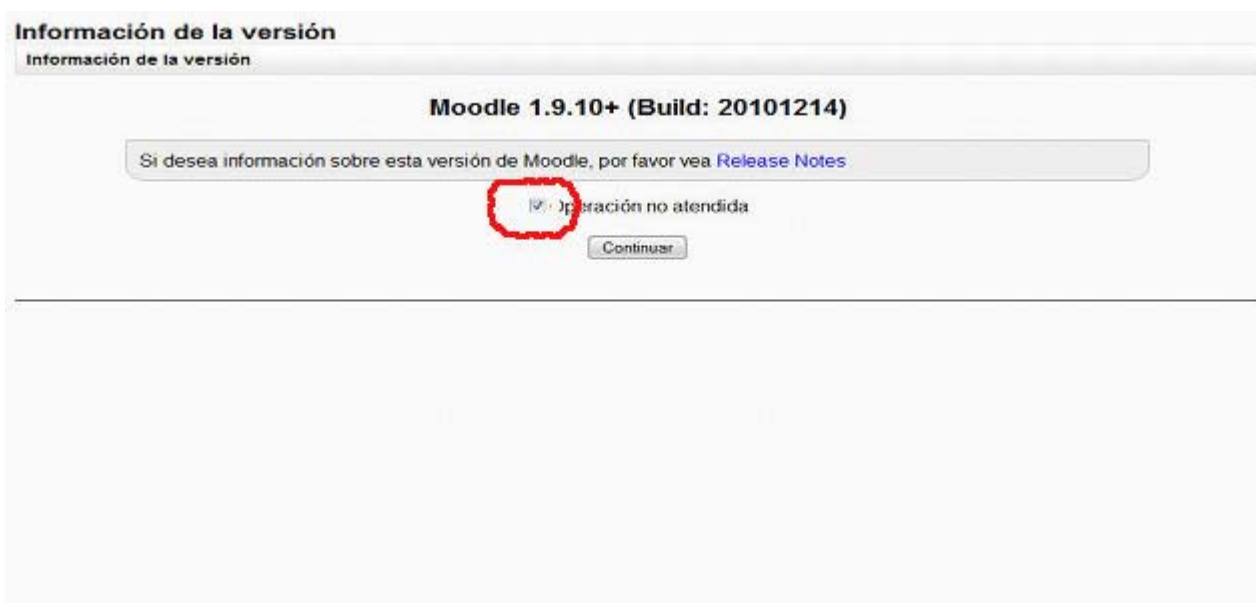 Información de la versión
Información de la versión
Moodle 1.9.10+ (Build: 20101214)
Si desea información sobre esta versión de Moodle, por favor vea Release Notes
Operación no atendida
Continuar